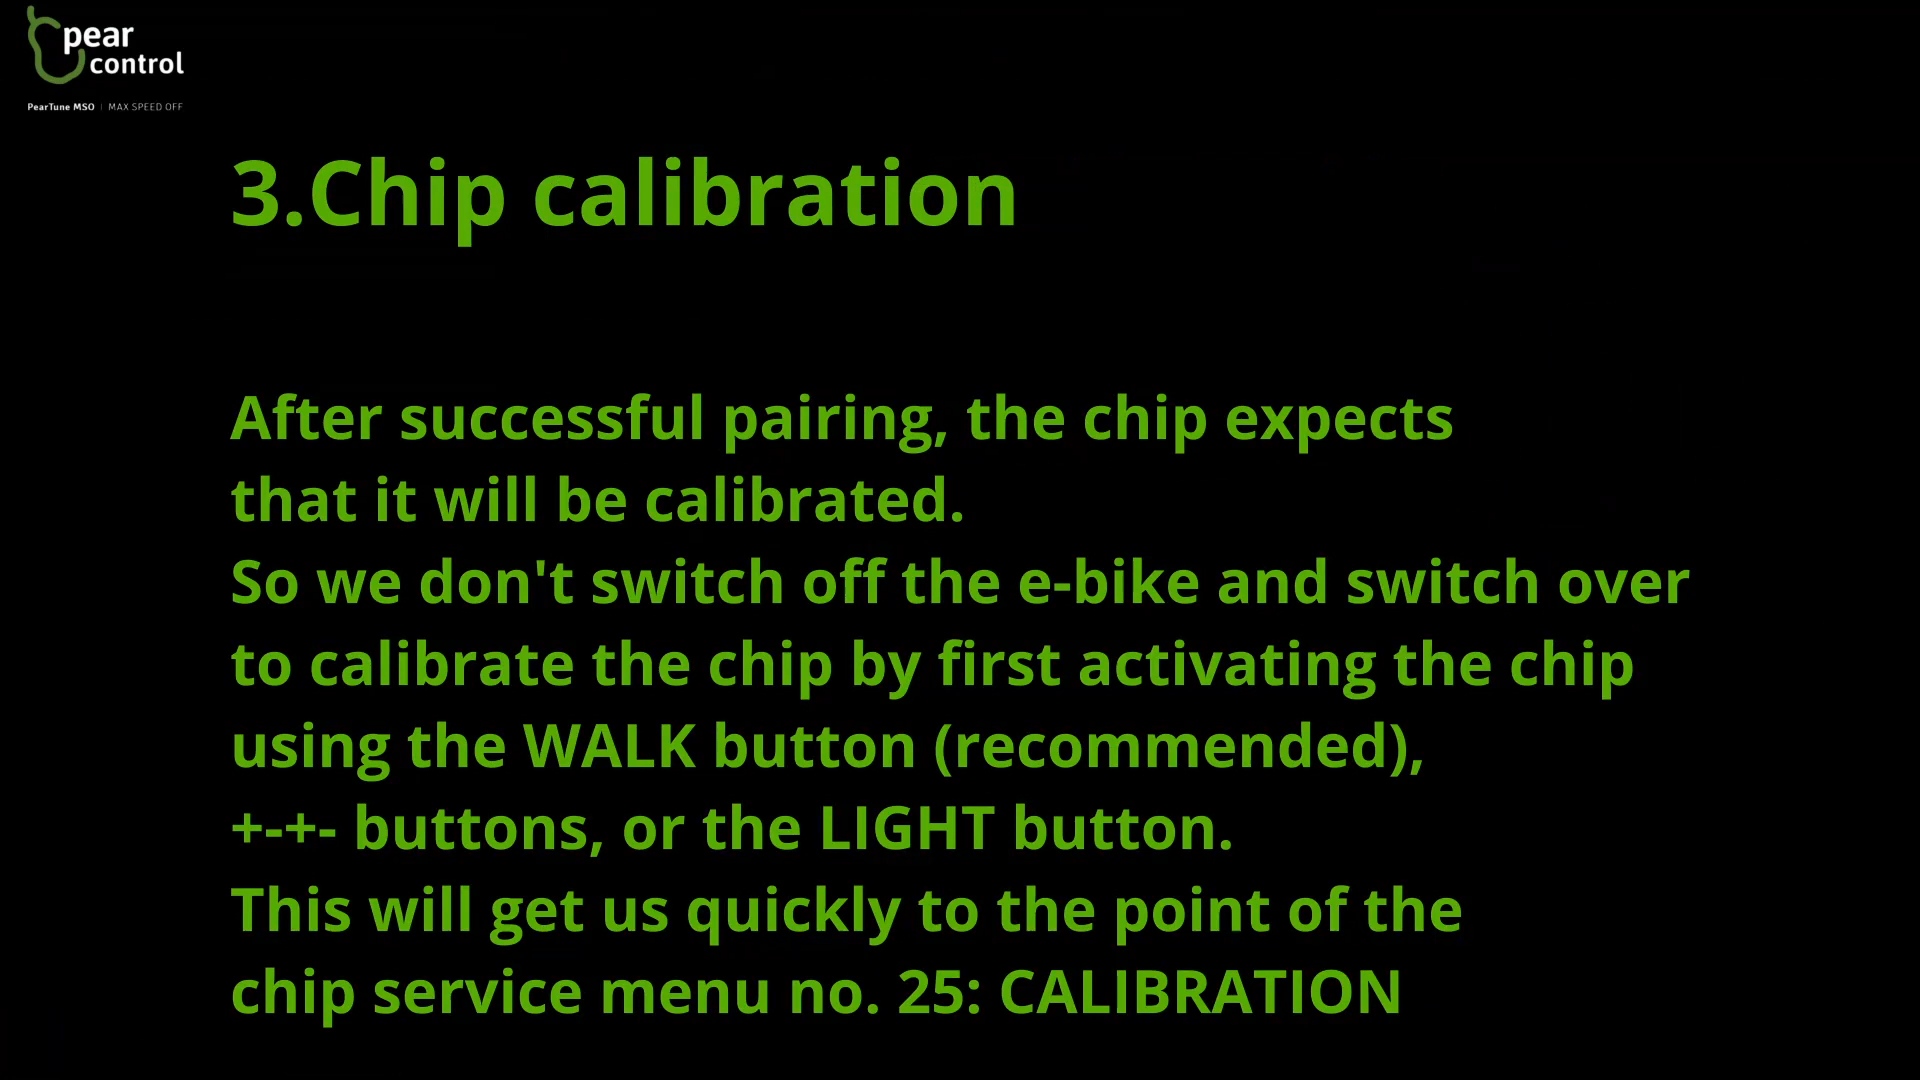 pear
control
PearTune MSO | MAX SPEED OFF
3.Chip calibration
After successful pairing, the chip expects
that it will be calibrated.
So we don't switch off the e-bike and switch over
to calibrate the chip by first activating the chip
using the WALK button (recommended),
+-+- buttons, or the LIGHT button.
This will get us quickly to the point of the
chip service menu no. 25: CALIBRATION